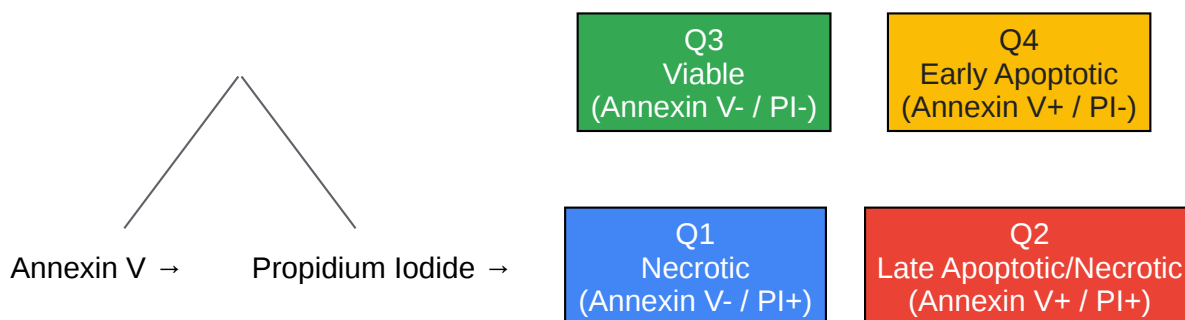 Q3
Viable
(Annexin V- / PI-)
Q4
Early Apoptotic
(Annexin V+ / PI-)
Annexin V →
Propidium Iodide →
Q1
Necrotic
(Annexin V- / PI+)
Q2
Late Apoptotic/Necrotic
(Annexin V+ / PI+)